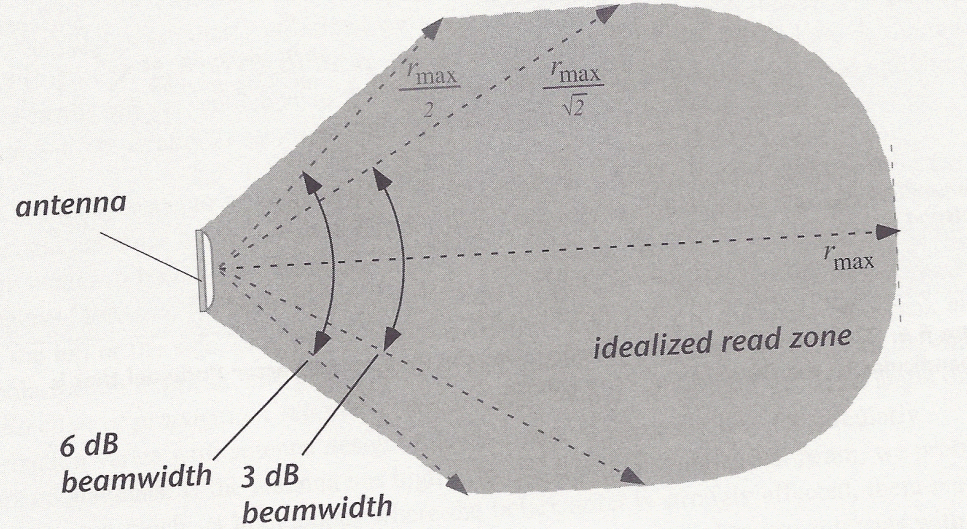 r_max
2
r_max
√2
antenna
r_max
idealized read zone
6 dB
beamwidth
3 dB
beamwidth